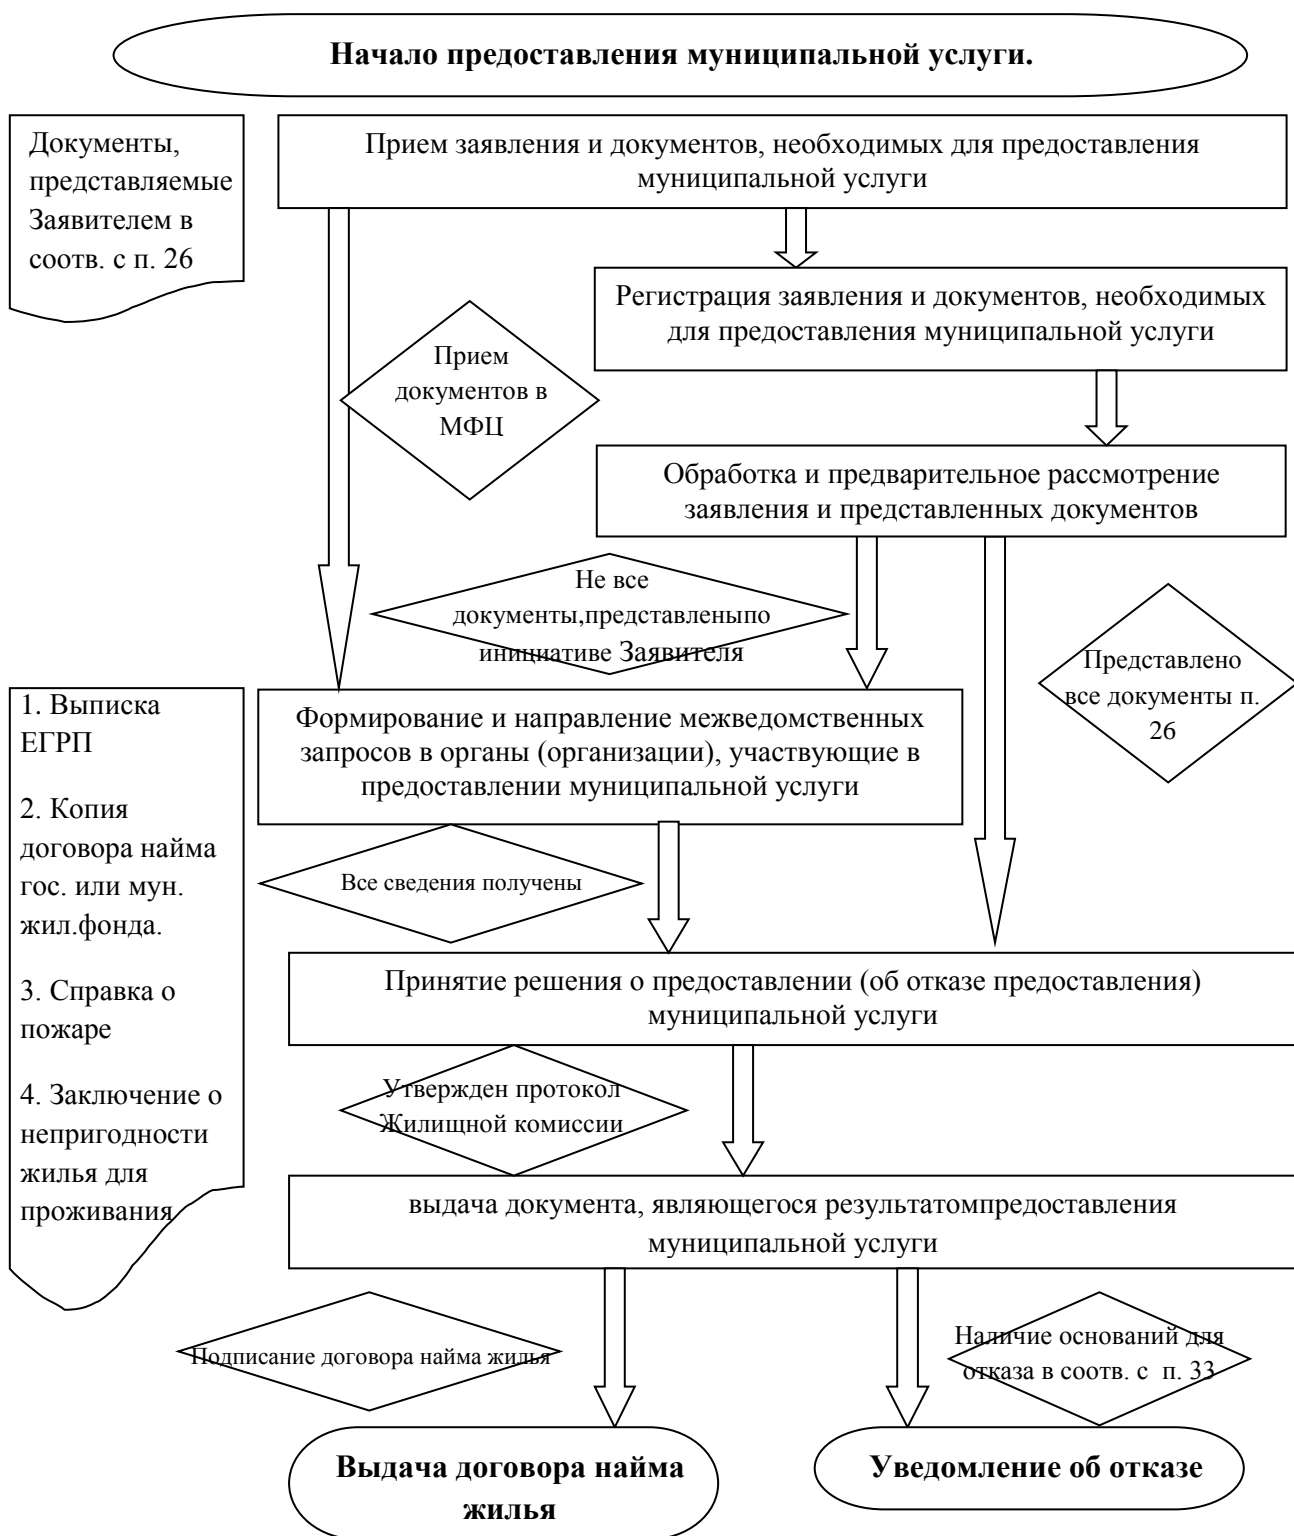 Начало предоставления муниципальной услуги.
Документы,
представляемые
Заявителем в
соотв. с п. 26
Прием заявления и документов, необходимых для предоставления
муниципальной услуги
Регистрация заявления и документов, необходимых
для предоставления муниципальной услуги
Прием
документов в
МФЦ
Обработка и предварительное рассмотрение
заявления и представленных документов
Не все
документы,представленыпо
инициативе Заявителя
Представлено
все документы п.
26
1. Выписка
ЕГРП
2. Копия
договора найма
гос. или мун.
жил.фонда.
3. Справка о
пожаре
4. Заключение о
непригодности
жилья для
проживания
Формирование и направление межведомственных
запросов в органы (организации), участвующие в
предоставлении муниципальной услуги
Все сведения получены
Принятие решения о предоставлении (об отказе предоставления)
муниципальной услуги
Утвержден протокол
Жилищной комиссии
выдача документа, являющегося результатомпредоставления
муниципальной услуги
Подписание договора найма жилья
Наличие оснований для
отказа в соотв. с п. 33
Выдача договора найма
жилья
Уведомление об отказе